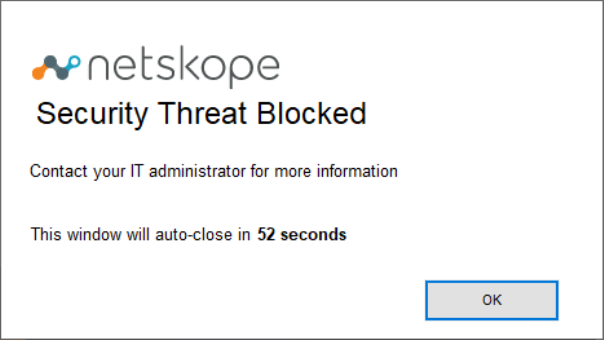 netskope
Security Threat Blocked
Contact your IT administrator for more information
This window will auto-close in 52 seconds
OK